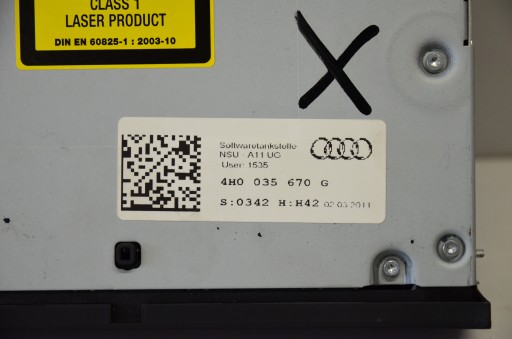 CLASS 1
LASER PRODUCT
DIN EN 60825-1 : 2003-10
X
Softwaretankstelle
NSU - A11 UG
User: 1535
4H0 035 670 G
S:0342 H:H42 02.03.2011